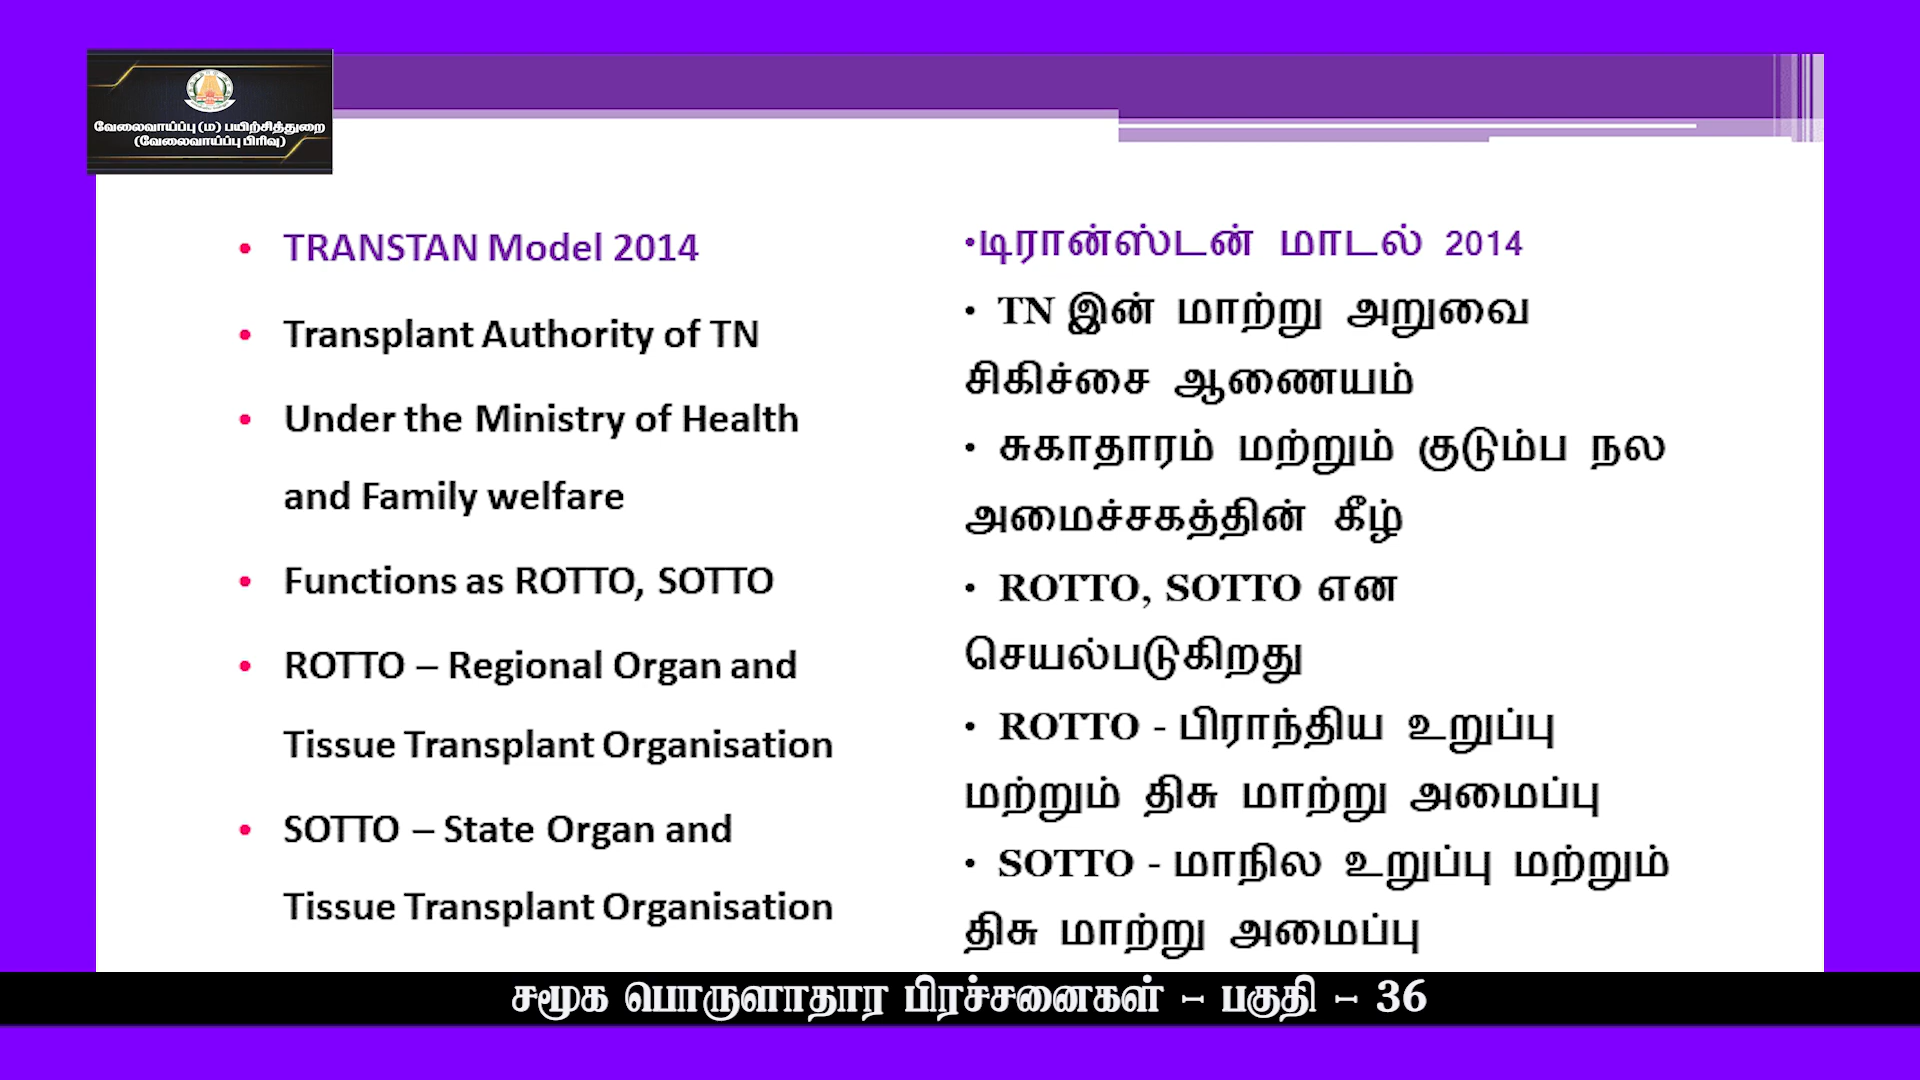 வேலைவாய்ப்பு (ம) பயிற்சித்துறை
(வேலைவாய்ப்பு பிரிவு)
• TRANSTAN Model 2014
• Transplant Authority of TN
• Under the Ministry of Health
and Family welfare
• Functions as ROTTO, SOTTO
• ROTTO – Regional Organ and
Tissue Transplant Organisation
• SOTTO – State Organ and
Tissue Transplant Organisation
•டிரான்ஸ்டன் மாடல் 2014
• TN இன் மாற்று அறுவை
சிகிச்சை ஆணையம்
• சுகாதாரம் மற்றும் குடும்ப நல
அமைச்சகத்தின் கீழ்
• ROTTO, SOTTO என
செயல்படுகிறது
• ROTTO - பிராந்திய உறுப்பு
மற்றும் திசு மாற்று அமைப்பு
• SOTTO - மாநில உறுப்பு மற்றும்
திசு மாற்று அமைப்பு
சமூக பொருளாதார பிரச்சனைகள் – பகுதி – 36